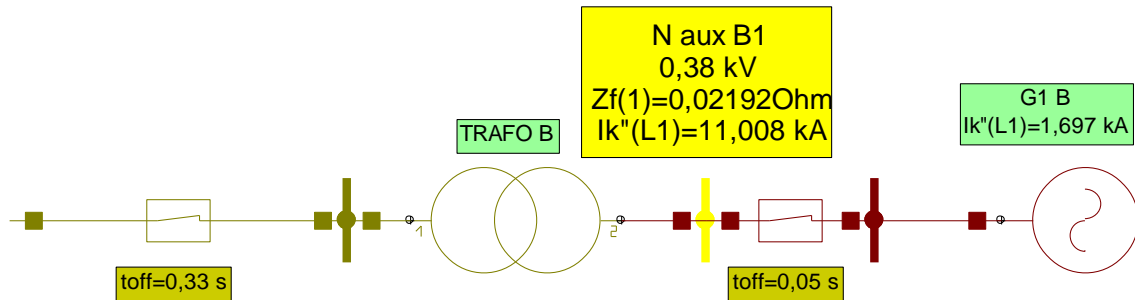 N aux B1
0,38 kV
Zf(1)=0,02192Ohm
Ik"(L1)=11,008 kA
G1 B
Ik"(L1)=1,697 kA
TRAFO B
1
2
toff=0,33 s
toff=0,05 s